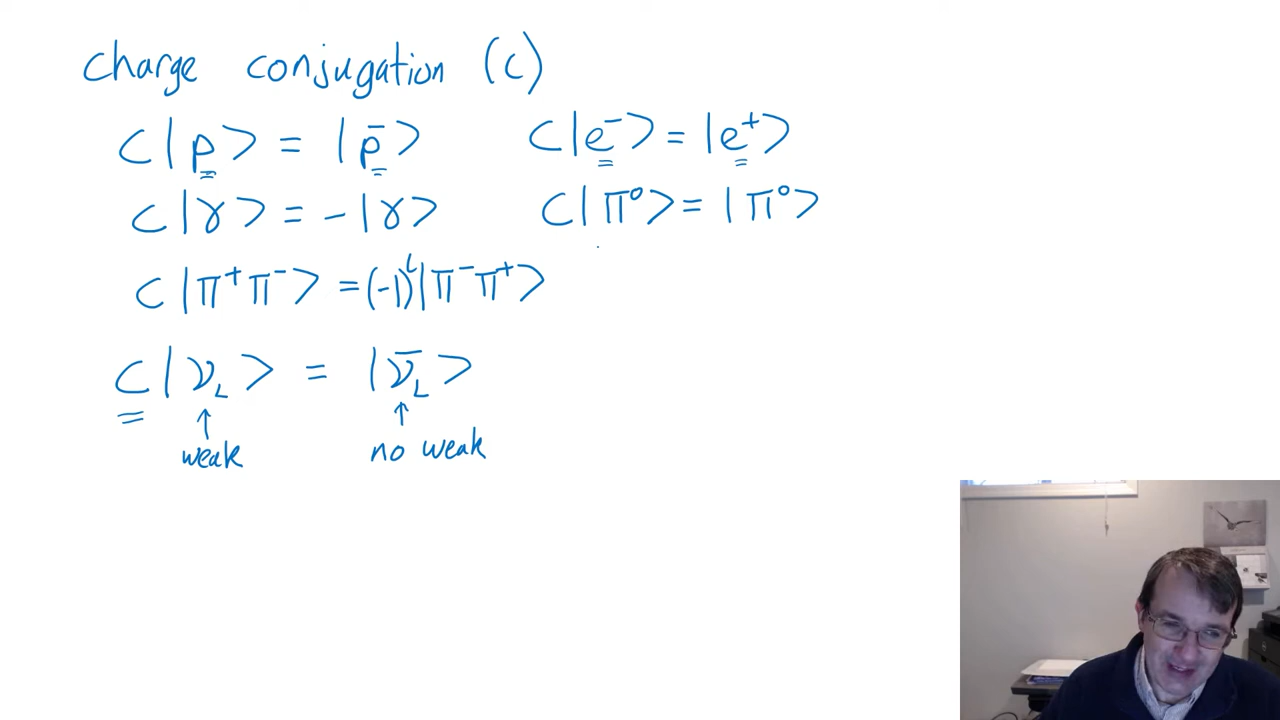 charge conjugation (C)
C|p> = |p̄> C|e⁻> = |e⁺>
C|γ> = -|γ> C|π⁰> = |π⁰>
C|π⁺π⁻> = (-1)ᴸ|π⁻π⁺>
C|ν_L> = |ν̄_L>
↑ ↑
weak no weak